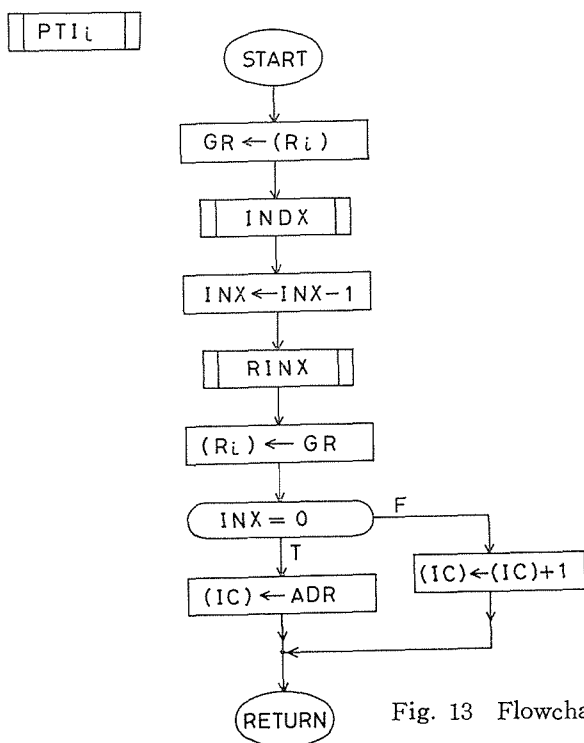 PTIi
START
GR ← (Ri)
INDX
INX ← INX-1
RINX
(Ri) ← GR
INX = 0
F
T
(IC) ← (IC)+1
(IC) ← ADR
RETURN
Fig. 13